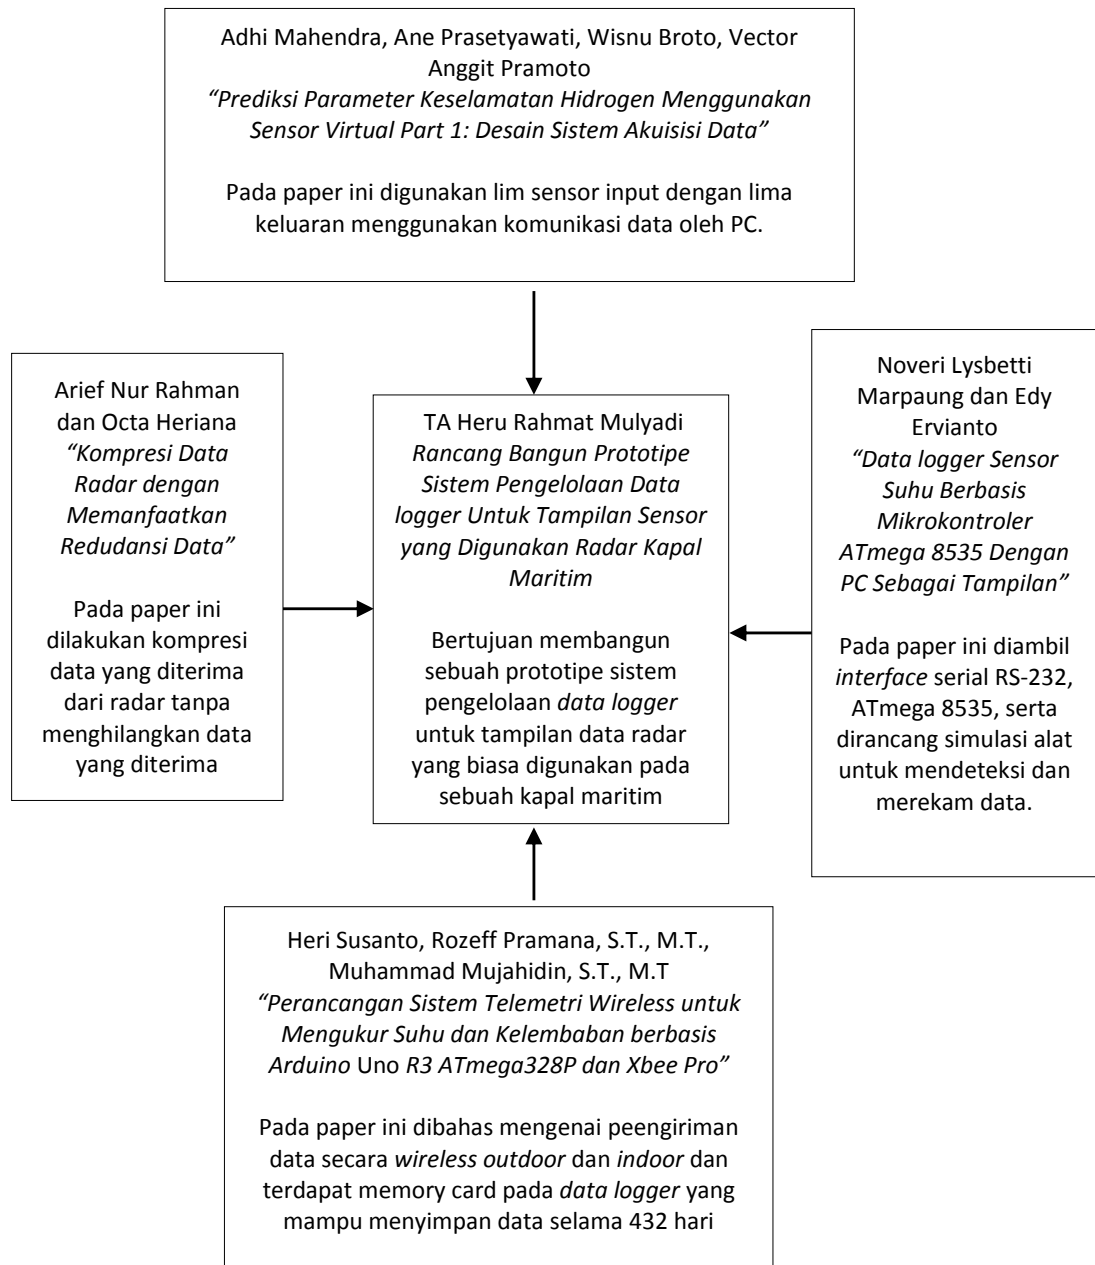 Adhi Mahendra, Ane Prasetyawati, Wisnu Broto, Vector
Anggit Pramoto
“Prediksi Parameter Keselamatan Hidrogen Menggunakan
Sensor Virtual Part 1: Desain Sistem Akuisisi Data”
Pada paper ini digunakan lim sensor input dengan lima
keluaran menggunakan komunikasi data oleh PC.
Arief Nur Rahman
dan Octa Heriana
“Kompresi Data
Radar dengan
Memanfaatkan
Redudansi Data”
Pada paper ini
dilakukan kompresi
data yang diterima
dari radar tanpa
menghilangkan data
yang diterima
TA Heru Rahmat Mulyadi
Rancang Bangun Prototipe
Sistem Pengelolaan Data
logger Untuk Tampilan Sensor
yang Digunakan Radar Kapal
Maritim
Bertujuan membangun
sebuah prototipe sistem
pengelolaan data logger
untuk tampilan data radar
yang biasa digunakan pada
sebuah kapal maritim
Noveri Lysbetti
Marpaung dan Edy
Ervianto
“Data logger Sensor
Suhu Berbasis
Mikrokontroler
ATmega 8535 Dengan
PC Sebagai Tampilan”
Pada paper ini diambil
interface serial RS-232,
ATmega 8535, serta
dirancang simulasi alat
untuk mendeteksi dan
merekam data.
Heri Susanto, Rozeff Pramana, S.T., M.T.,
Muhammad Mujahidin, S.T., M.T
“Perancangan Sistem Telemetri Wireless untuk
Mengukur Suhu dan Kelembaban berbasis
Arduino Uno R3 ATmega328P dan Xbee Pro”
Pada paper ini dibahas mengenai peengiriman
data secara wireless outdoor dan indoor dan
terdapat memory card pada data logger yang
mampu menyimpan data selama 432 hari